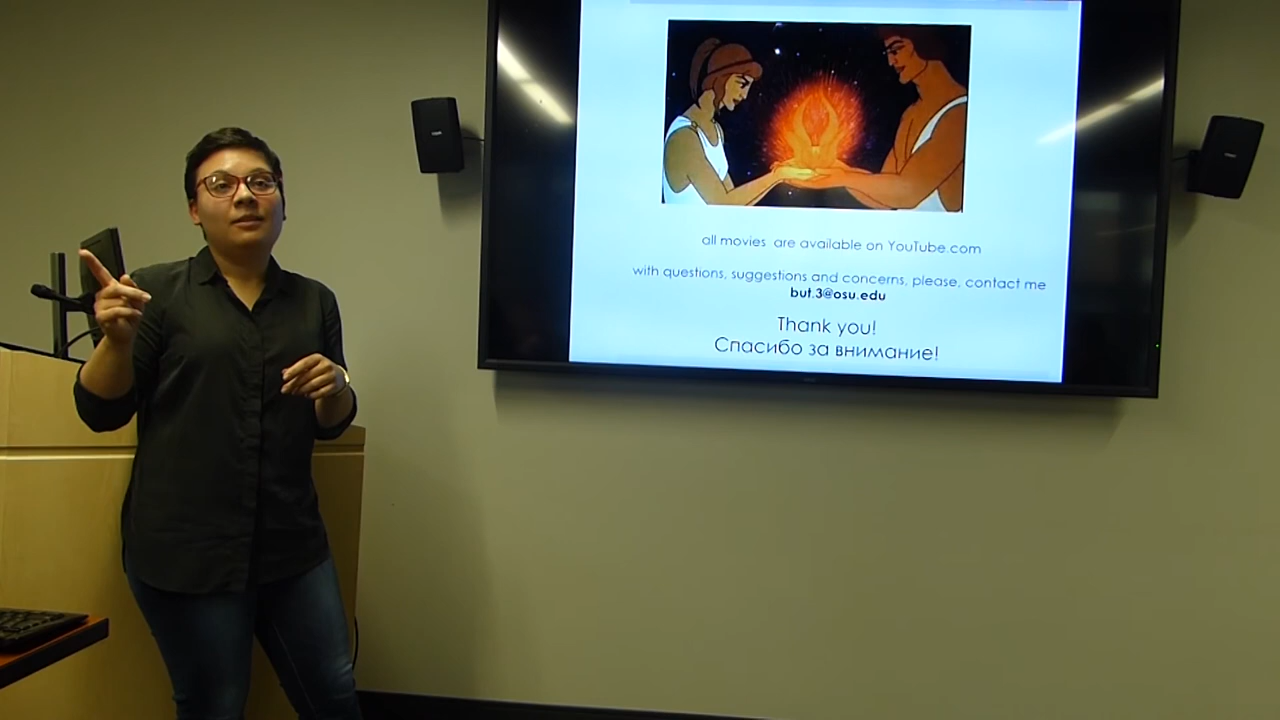 all movies are available on YouTube.com
with questions, suggestions and concerns, please, contact me
but.3@osu.edu
Thank you!
Спасибо за внимание!